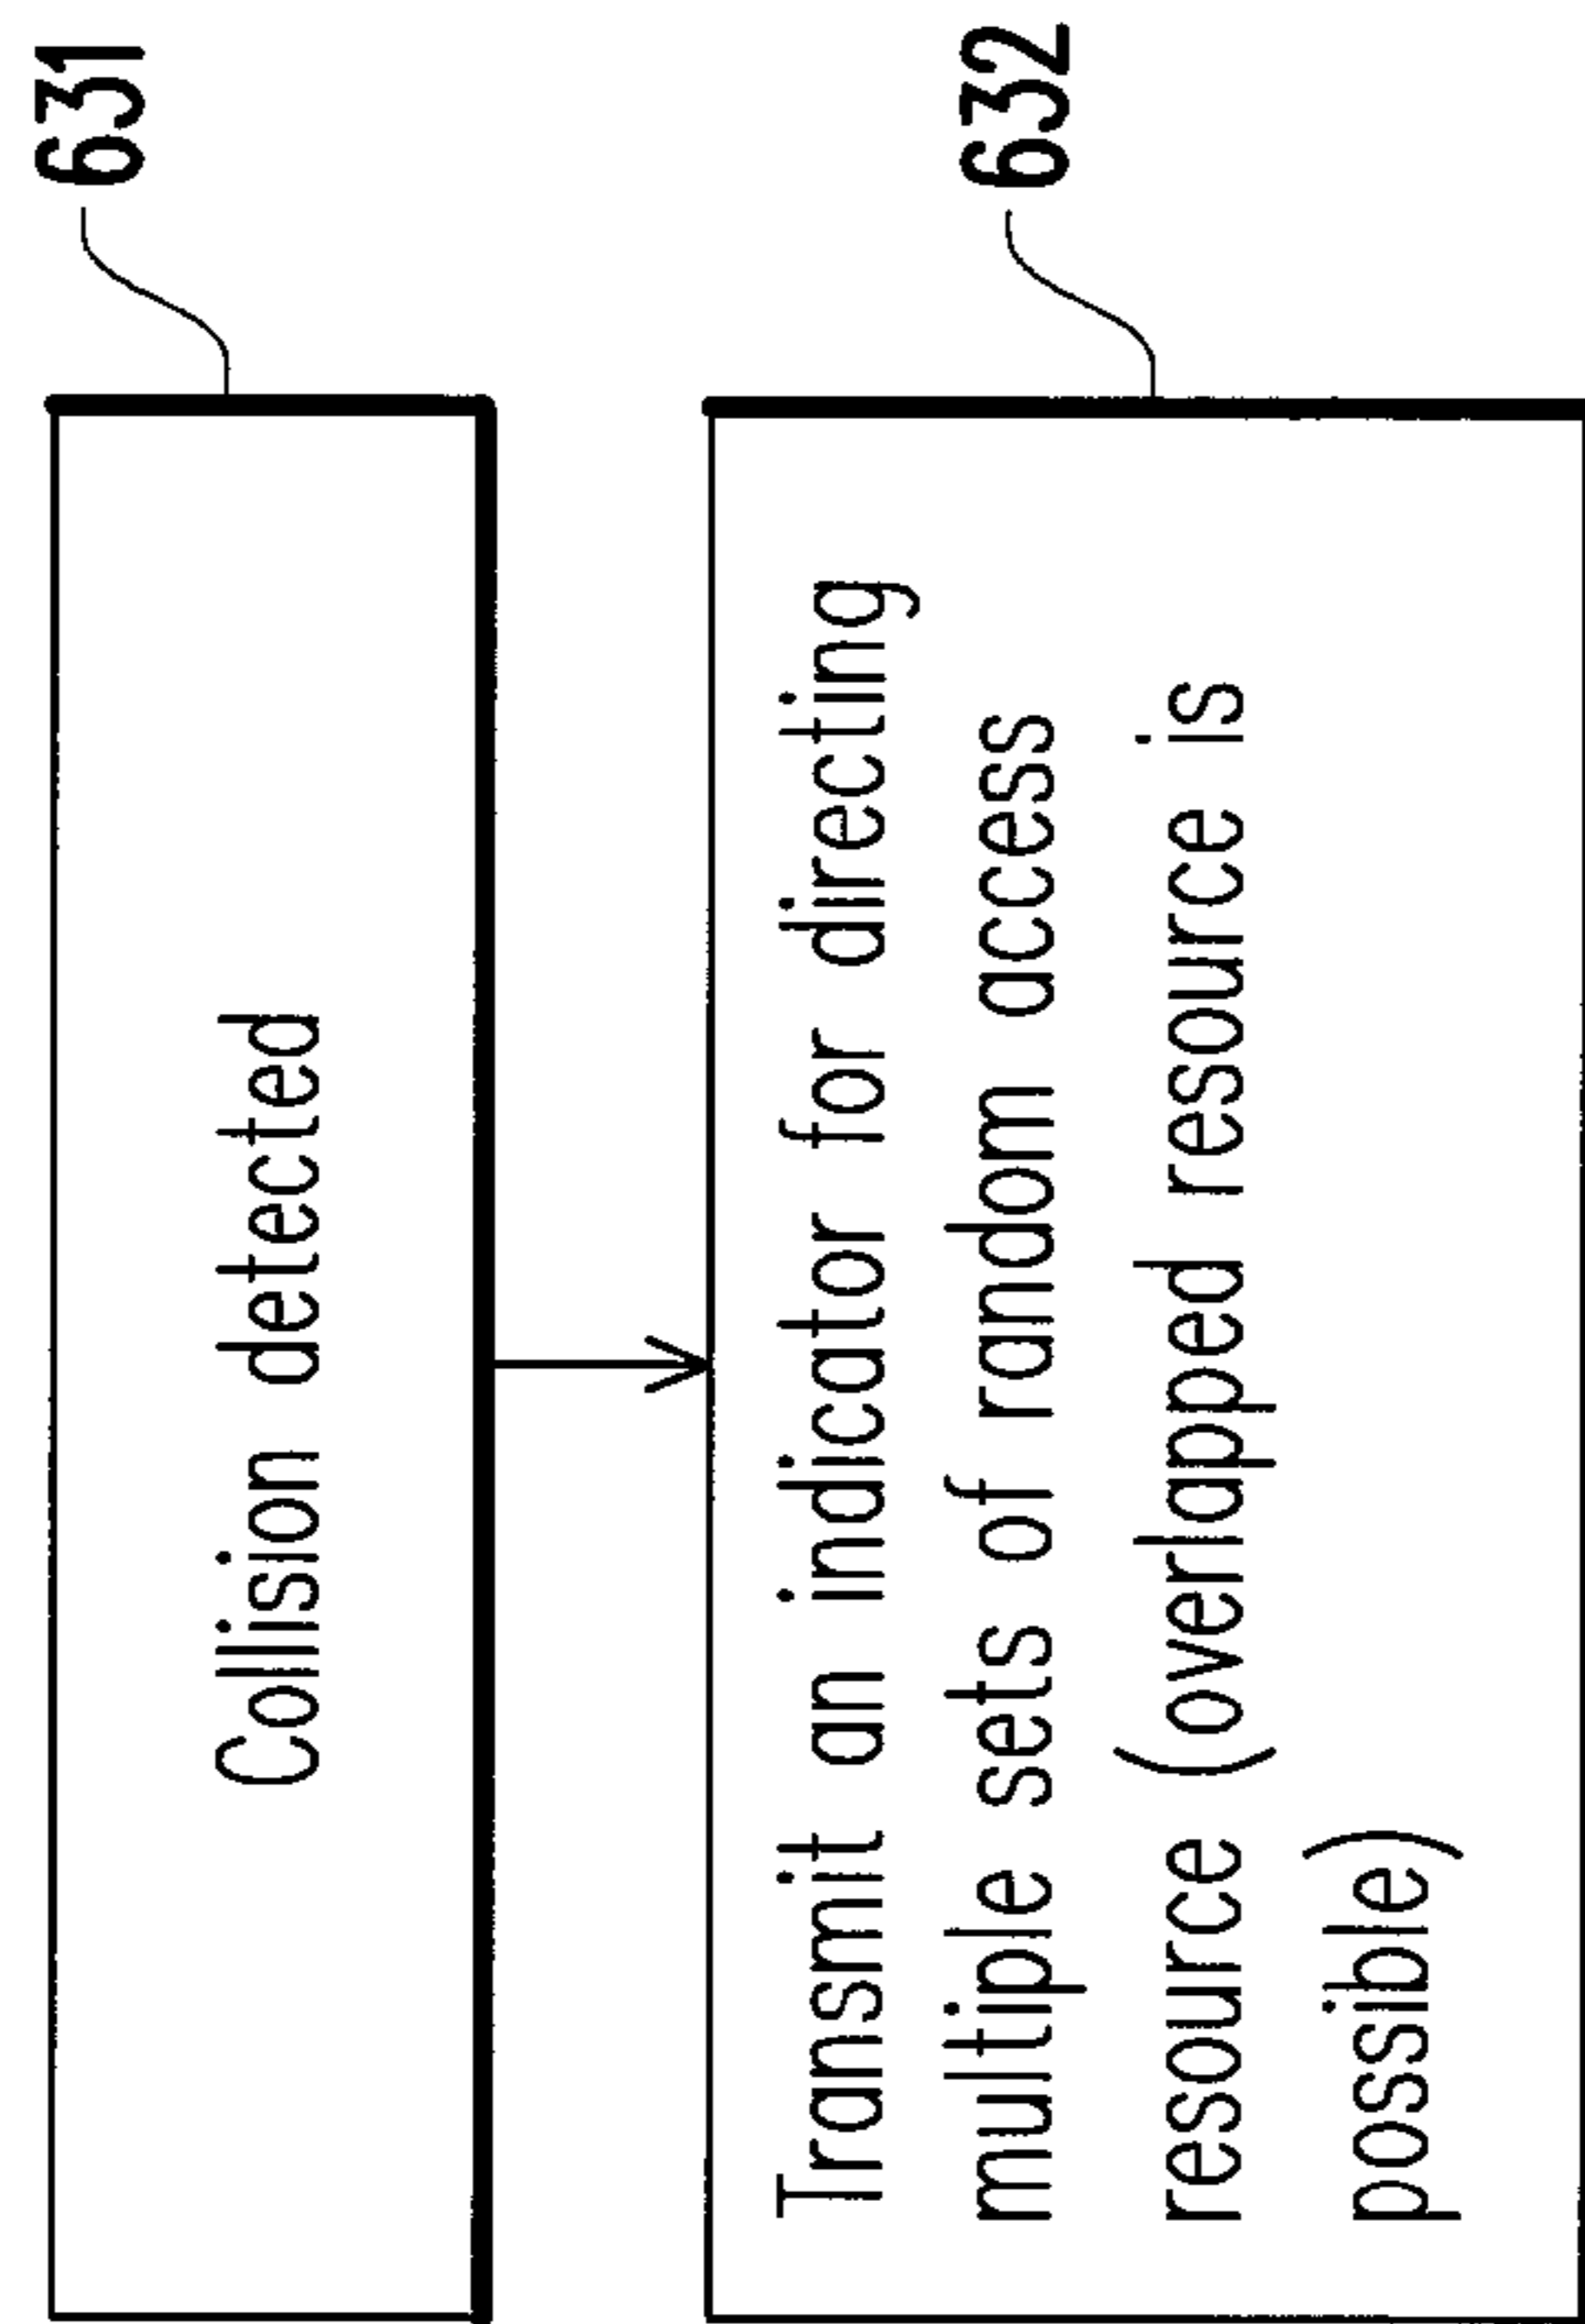 631
Collision detected
632
Transmit an indicator for directing
multiple sets of random access
resource (overlapped resource is
possible)